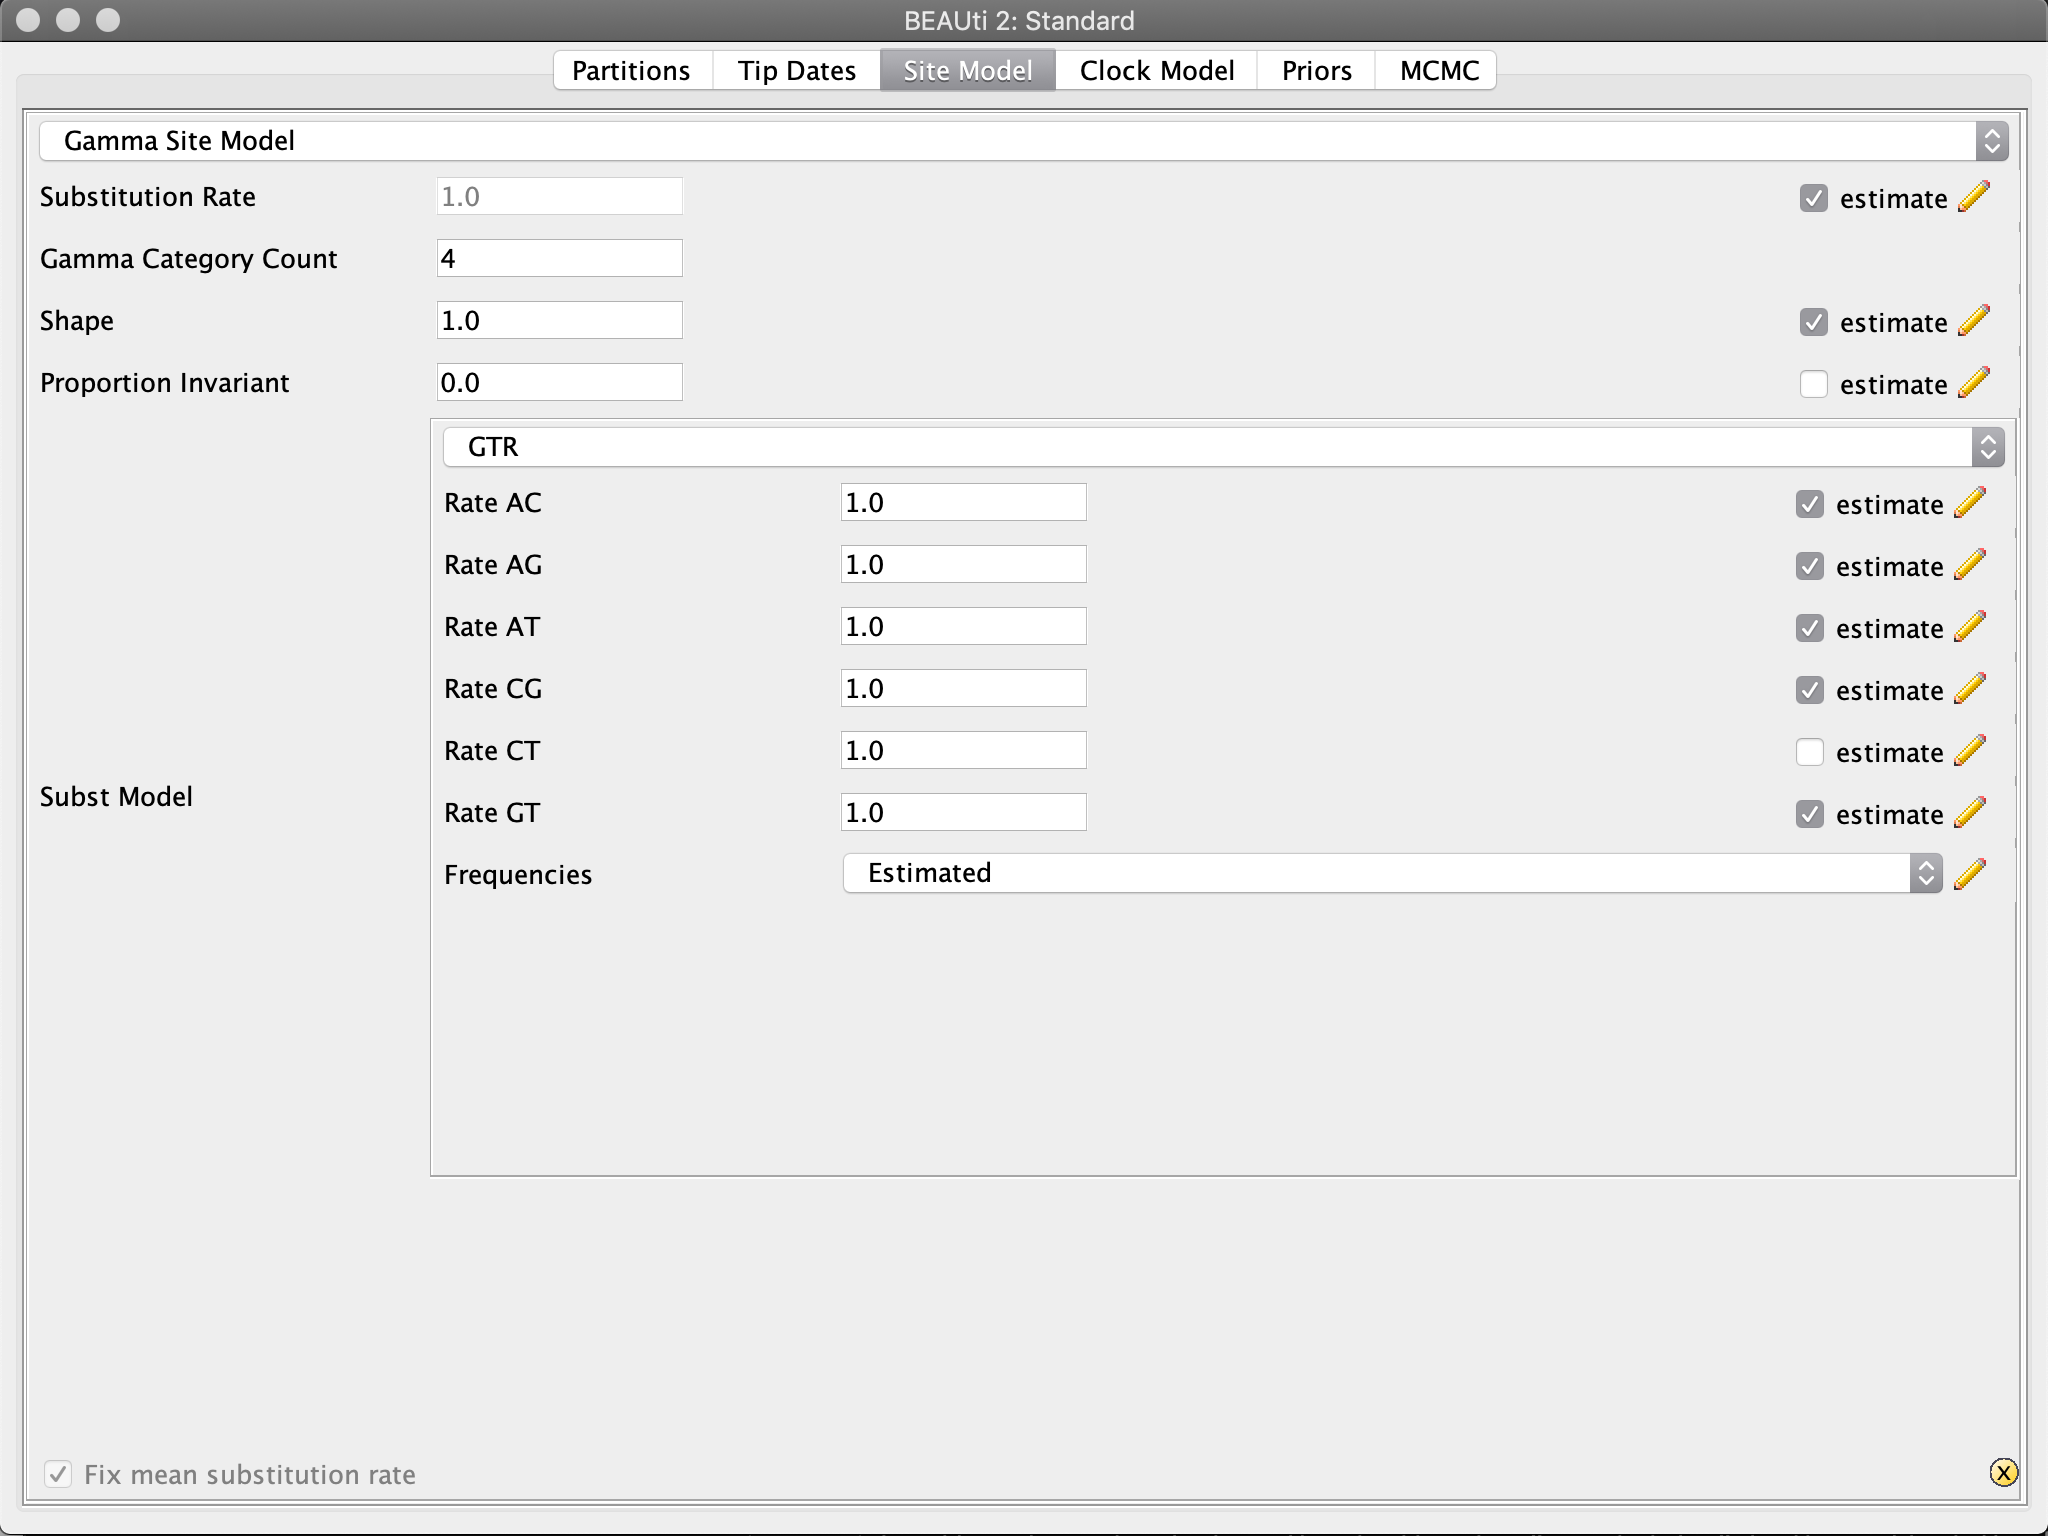 BEAUti 2: Standard
Partitions Tip Dates Site Model Clock Model Priors MCMC
Gamma Site Model
Substitution Rate 1.0 estimate
Gamma Category Count 4
Shape 1.0 estimate
Proportion Invariant 0.0 estimate
GTR
Rate AC 1.0 estimate
Rate AG 1.0 estimate
Rate AT 1.0 estimate
Rate CG 1.0 estimate
Rate CT 1.0 estimate
Subst Model
Rate GT 1.0 estimate
Frequencies Estimated
Fix mean substitution rate x